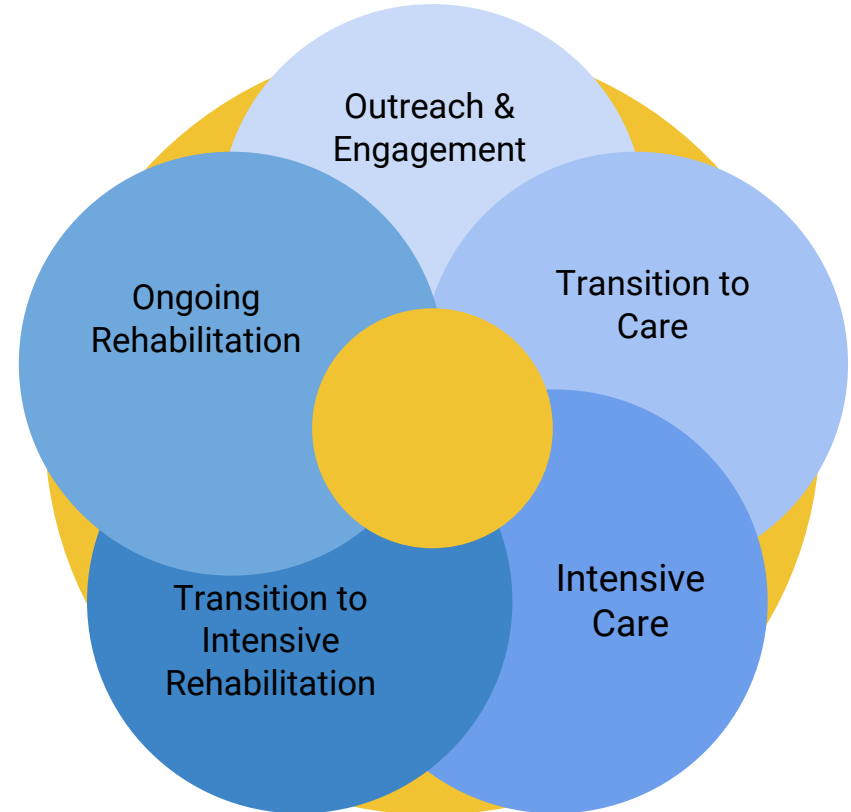 Outreach &
Engagement
Transition to
Care
Intensive
Care
Transition to
Intensive
Rehabilitation
Ongoing
Rehabilitation